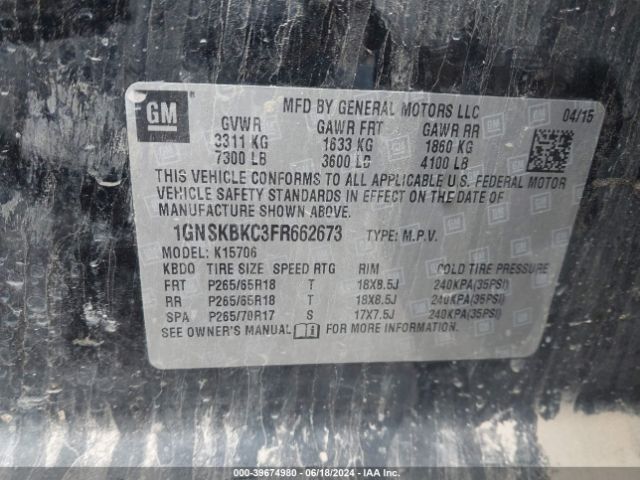 GM
MFD BY GENERAL MOTORS LLC 04/15
GVWR GAWR FRT GAWR RR
3311 KG 1633 KG 1860 KG
7300 LB 3600 LB 4100 LB
THIS VEHICLE CONFORMS TO ALL APPLICABLE U.S. FEDERAL MOTOR
VEHICLE SAFETY STANDARDS IN EFFECT ON THE DATE OF
MANUFACTURE SHOWN ABOVE.
1GNSKBKC3FR662673 TYPE: M.P.V.
MODEL: K15706
KBDQ TIRE SIZE SPEED RTG RIM COLD TIRE PRESSURE
FRT P265/65R18 T 18X8.5J 240KPA(35PSI)
RR P265/65R18 T 18X8.5J 240KPA(35PSI)
SPA P265/70R17 S 17X7.5J 240KPA(35PSI)
SEE OWNER'S MANUAL FOR MORE INFORMATION.
000-39674980 - 06/18/2024 - IAA Inc.